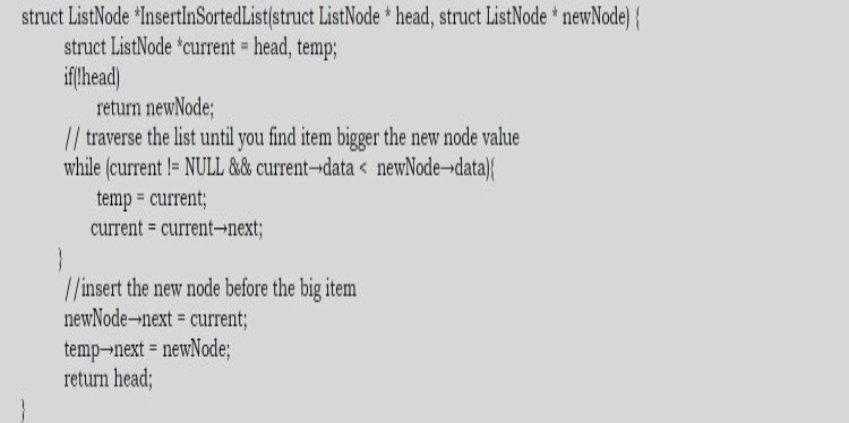 struct ListNode *InsertInSortedList(struct ListNode * head, struct ListNode * newNode) {
struct ListNode *current = head, temp;
if(!head)
return newNode;
// traverse the list until you find item bigger the new node value
while (current != NULL && current→data < newNode→data){
temp = current;
current = current→next;
}
//insert the new node before the big item
newNode→next = current;
temp→next = newNode;
return head;
}